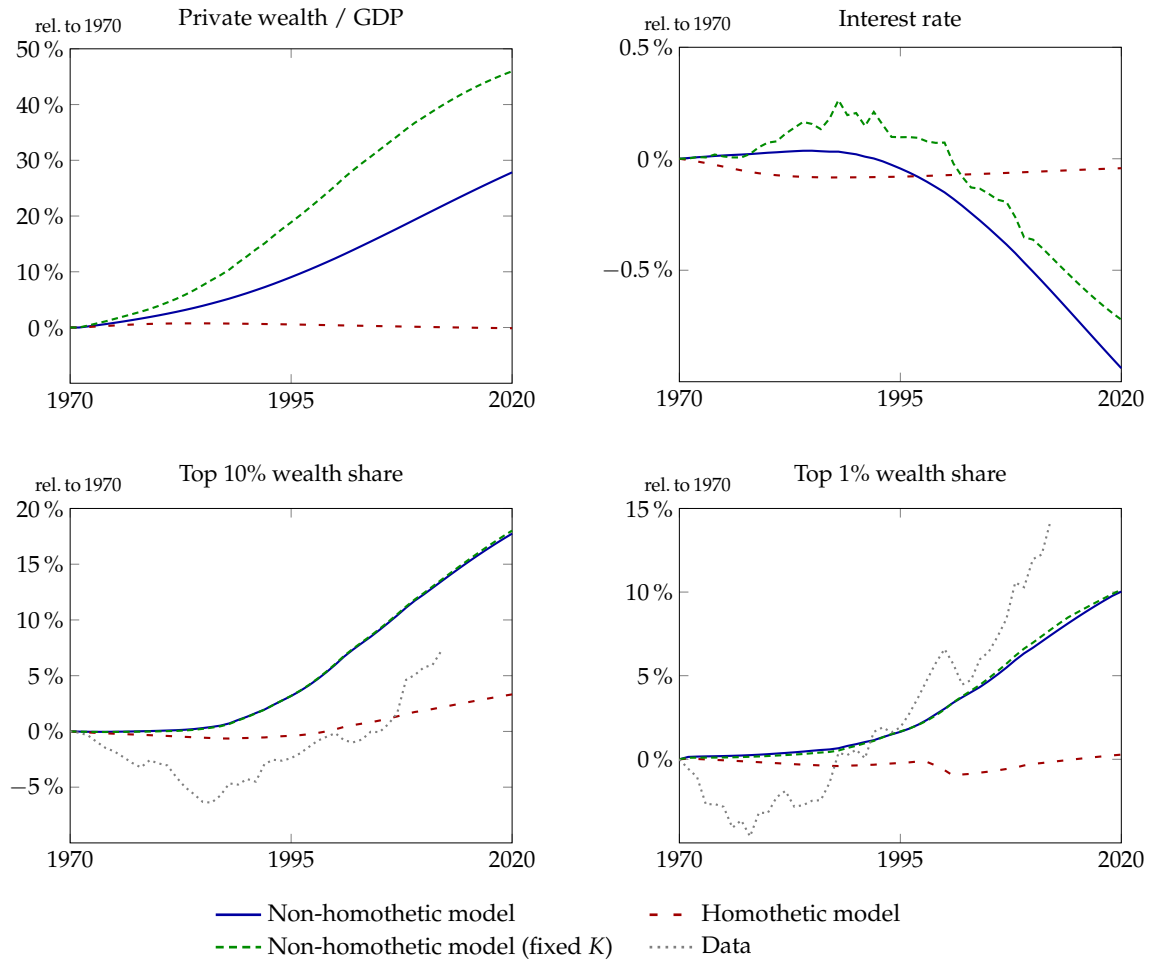 Private wealth / GDP
rel. to 1970
50 %
40 %
30 %
20 %
10 %
0 %
1970 1995 2020
Interest rate
rel. to 1970
0.5 %
0 %
−0.5 %
1970 1995 2020
Top 10% wealth share
rel. to 1970
20 %
15 %
10 %
5 %
0 %
−5 %
1970 1995 2020
Top 1% wealth share
rel. to 1970
15 %
10 %
5 %
0 %
1970 1995 2020
Non-homothetic model
Homothetic model
Non-homothetic model (fixed K)
Data